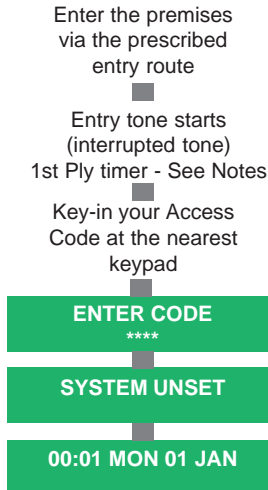 Enter the premises
via the prescribed
entry route
Entry tone starts
(interrupted tone)
1st Ply timer - See Notes
Key-in your Access
Code at the nearest
keypad
ENTER CODE
****
SYSTEM UNSET
00:01 MON 01 JAN